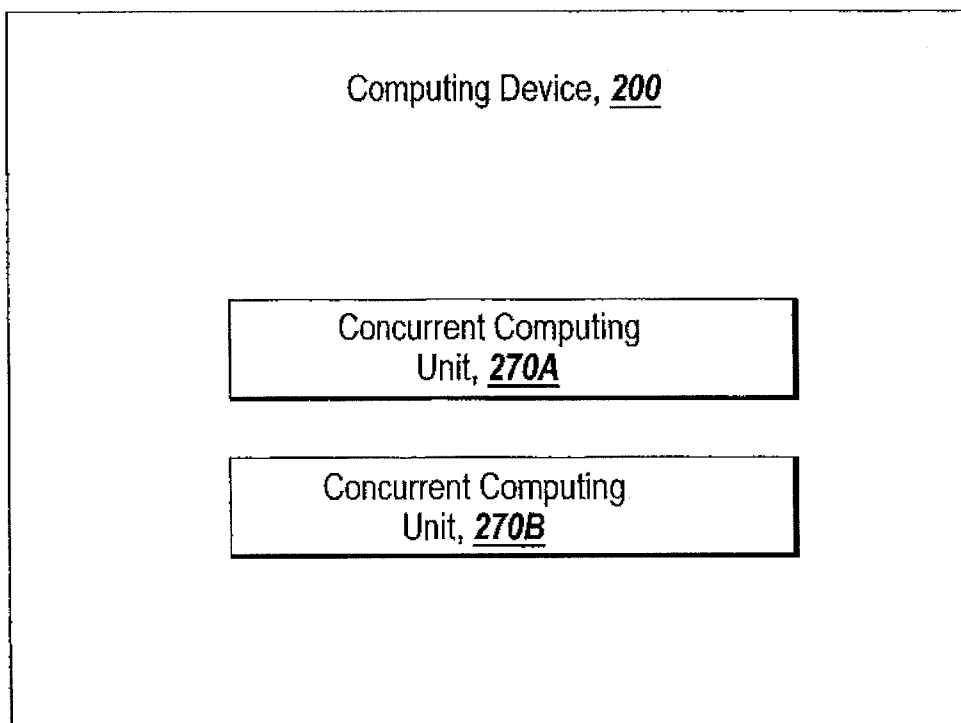 Computing Device, 200
Concurrent Computing
Unit, 270A
Concurrent Computing
Unit, 270B